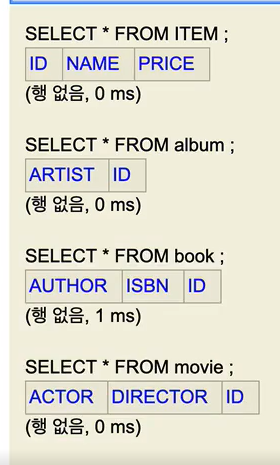 SELECT * FROM ITEM ;
ID NAME PRICE
(행 없음, 0 ms)
SELECT * FROM album ;
ARTIST ID
(행 없음, 0 ms)
SELECT * FROM book ;
AUTHOR ISBN ID
(행 없음, 1 ms)
SELECT * FROM movie ;
ACTOR DIRECTOR ID
(행 없음, 0 ms)